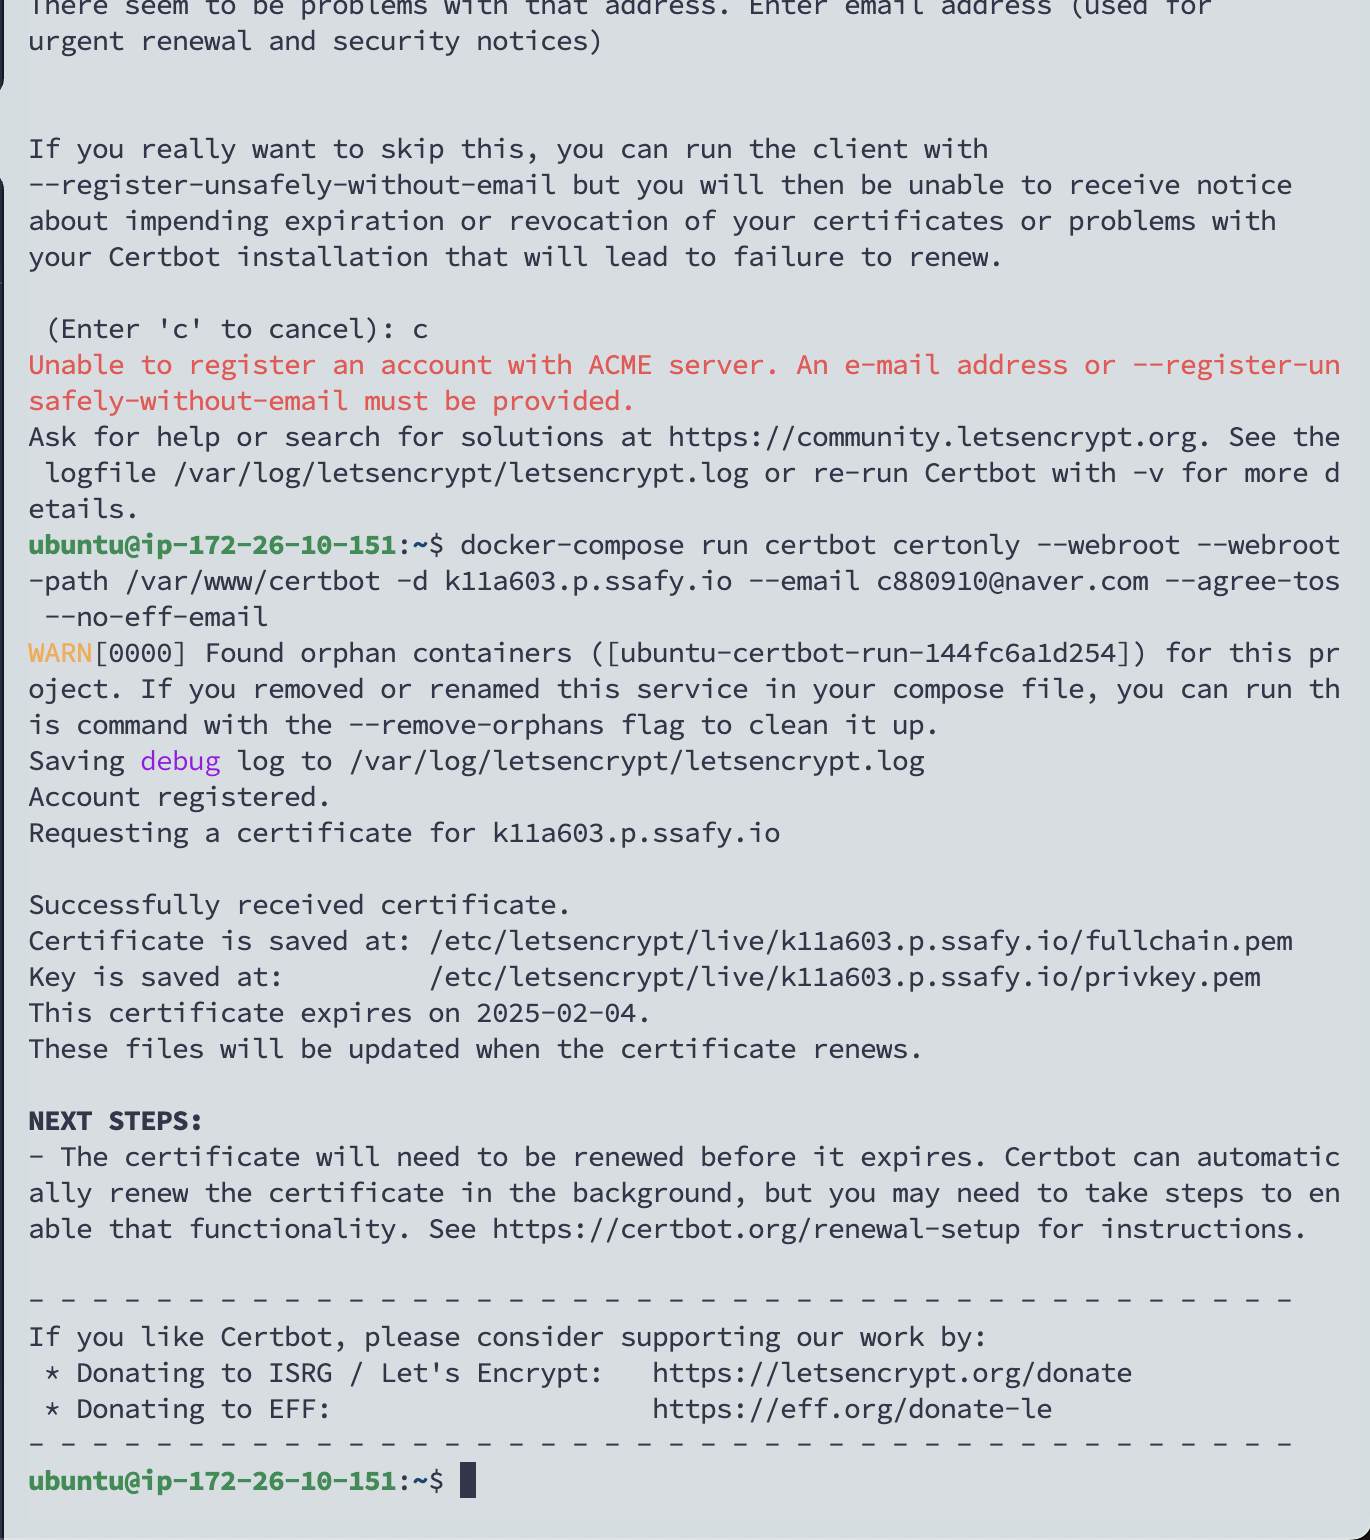 There seem to be problems with that address. Enter email address (used for
urgent renewal and security notices)
If you really want to skip this, you can run the client with
--register-unsafely-without-email but you will then be unable to receive notice
about impending expiration or revocation of your certificates or problems with
your Certbot installation that will lead to failure to renew.
(Enter 'c' to cancel): c
Unable to register an account with ACME server. An e-mail address or --register-un
safely-without-email must be provided.
Ask for help or search for solutions at https://community.letsencrypt.org. See the
logfile /var/log/letsencrypt/letsencrypt.log or re-run Certbot with -v for more d
etails.
ubuntu@ip-172-26-10-151:~$ docker-compose run certbot certonly --webroot --webroot
-path /var/www/certbot -d k11a603.p.ssafy.io --email c880910@naver.com --agree-tos
--no-eff-email
WARN[0000] Found orphan containers ([ubuntu-certbot-run-144fc6a1d254]) for this pr
oject. If you removed or renamed this service in your compose file, you can run th
is command with the --remove-orphans flag to clean it up.
Saving debug log to /var/log/letsencrypt/letsencrypt.log
Account registered.
Requesting a certificate for k11a603.p.ssafy.io
Successfully received certificate.
Certificate is saved at: /etc/letsencrypt/live/k11a603.p.ssafy.io/fullchain.pem
Key is saved at:         /etc/letsencrypt/live/k11a603.p.ssafy.io/privkey.pem
This certificate expires on 2025-02-04.
These files will be updated when the certificate renews.
NEXT STEPS:
- The certificate will need to be renewed before it expires. Certbot can automatic
ally renew the certificate in the background, but you may need to take steps to en
able that functionality. See https://certbot.org/renewal-setup for instructions.
- - - - - - - - - - - - - - - - - - - - - - - - - - - - - - - - - - - - - - - -
If you like Certbot, please consider supporting our work by:
* Donating to ISRG / Let's Encrypt:   https://letsencrypt.org/donate
* Donating to EFF:                    https://eff.org/donate-le
- - - - - - - - - - - - - - - - - - - - - - - - - - - - - - - - - - - - - - - -
ubuntu@ip-172-26-10-151:~$